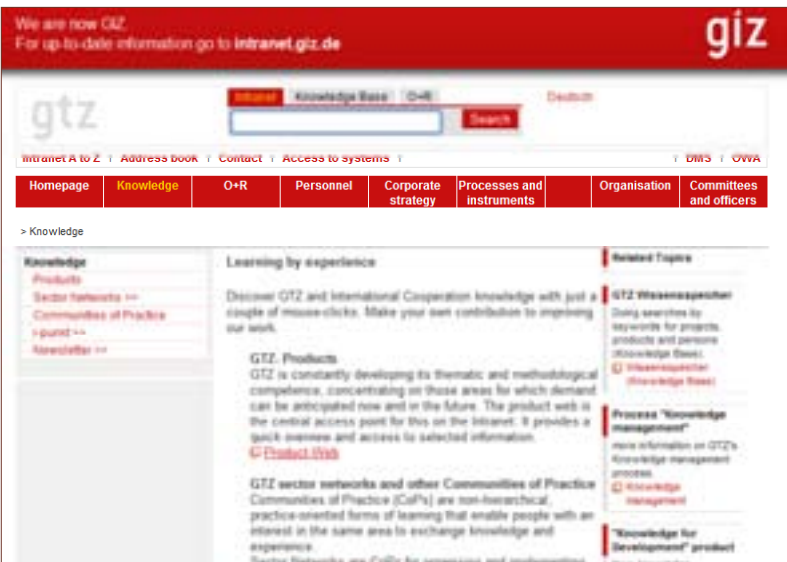 We are now GIZ.
For up-to-date information go to intranet.giz.de
giz
gtz
Intranet Knowledge Base O+R
Deutsch
Search
Intranet A to Z Address book Contact Access to systems DMS OWA
Homepage Knowledge O+R Personnel Corporate strategy Processes and instruments Organisation Committees and officers
> Knowledge
Knowledge
Products
Sector Networks >>
Communities of Practice
i-punkt >>
Newsletter >>
Learning by experience
Discover GTZ and International Cooperation knowledge with just a
couple of mouse-clicks. Make your own contribution to improving
our work.
GTZ. Products
GTZ is constantly developing its thematic and methodological
competence, concentrating on those areas for which demand
can be anticipated now and in the future. The product web is
the central access point for this on the Intranet. It provides a
quick overview and access to selected information.
Product Web
GTZ sector networks and other Communities of Practice
Communities of Practice (CoPs) are non-hierarchical,
practice-oriented forms of learning that enable people with an
interest in the same area to exchange knowledge and
experience.
Sector Networks are CoPs for
Related Topics
GTZ Wissensspeicher
Doing searches by
keywords for projects,
products and persons
(Knowledge Base).
Wissensspeicher
(Knowledge Base)
Process "Knowledge
management"
more information on GTZ's
Knowledge management
process.
Knowledge
management
"Knowledge for
Development" product